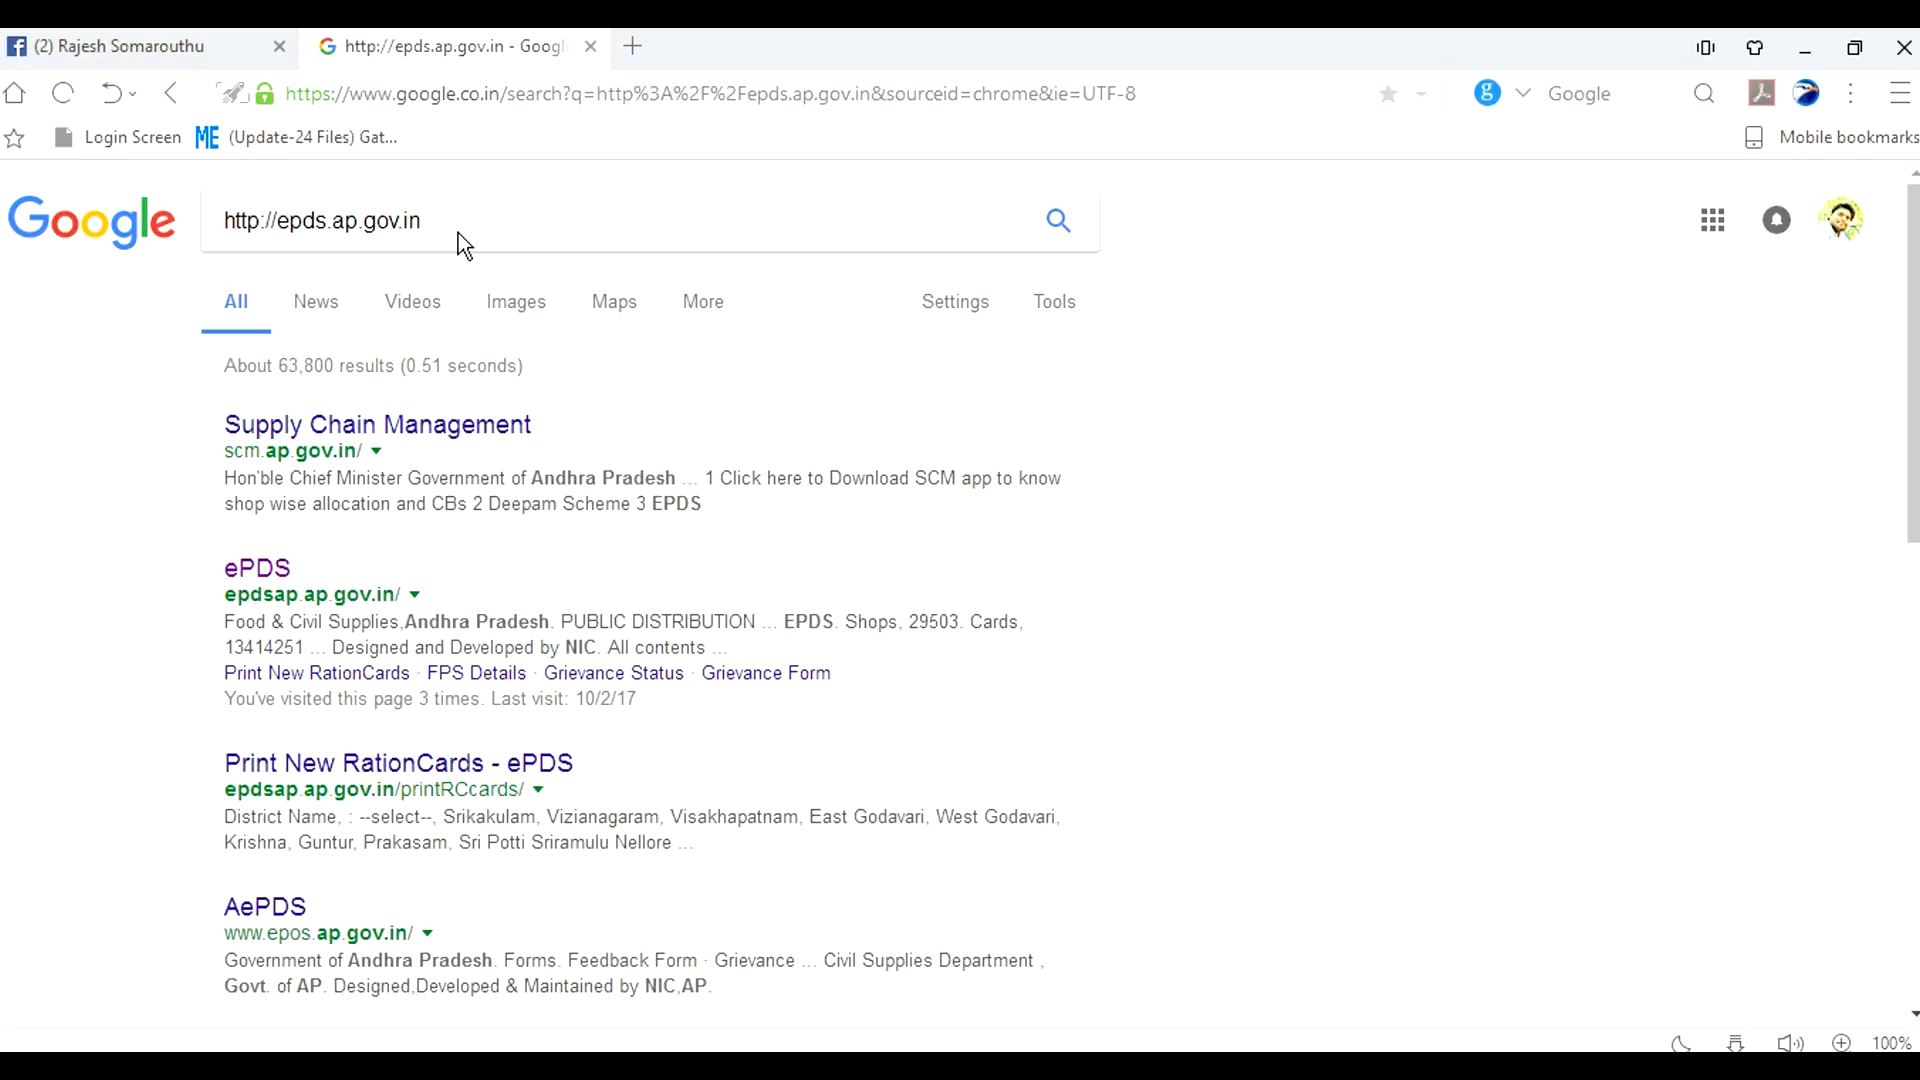 (2) Rajesh Somarouthu
http://epds.ap.gov.in - Googl
https://www.google.co.in/search?q=http%3A%2F%2Fepds.ap.gov.in&sourceid=chrome&ie=UTF-8
Google
Login Screen
ME (Update-24 Files) Gat...
Mobile bookmarks
Google
http://epds.ap.gov.in
All News Videos Images Maps More Settings Tools
About 63,800 results (0.51 seconds)
Supply Chain Management
scm.ap.gov.in/
Hon'ble Chief Minister Government of Andhra Pradesh ... 1 Click here to Download SCM app to know
shop wise allocation and CBs 2 Deepam Scheme 3 EPDS
ePDS
epdsap.ap.gov.in/
Food & Civil Supplies,Andhra Pradesh. PUBLIC DISTRIBUTION ... EPDS. Shops, 29503. Cards,
13414251 ... Designed and Developed by NIC. All contents ...
Print New RationCards · FPS Details · Grievance Status · Grievance Form
You've visited this page 3 times. Last visit: 10/2/17
Print New RationCards - ePDS
epdsap.ap.gov.in/printRCcards/
District Name, : --select--, Srikakulam, Vizianagaram, Visakhapatnam, East Godavari, West Godavari,
Krishna, Guntur, Prakasam, Sri Potti Sriramulu Nellore ...
AePDS
www.epos.ap.gov.in/
Government of Andhra Pradesh. Forms. Feedback Form · Grievance ... Civil Supplies Department ,
Govt. of AP. Designed,Developed & Maintained by NIC,AP.
100%